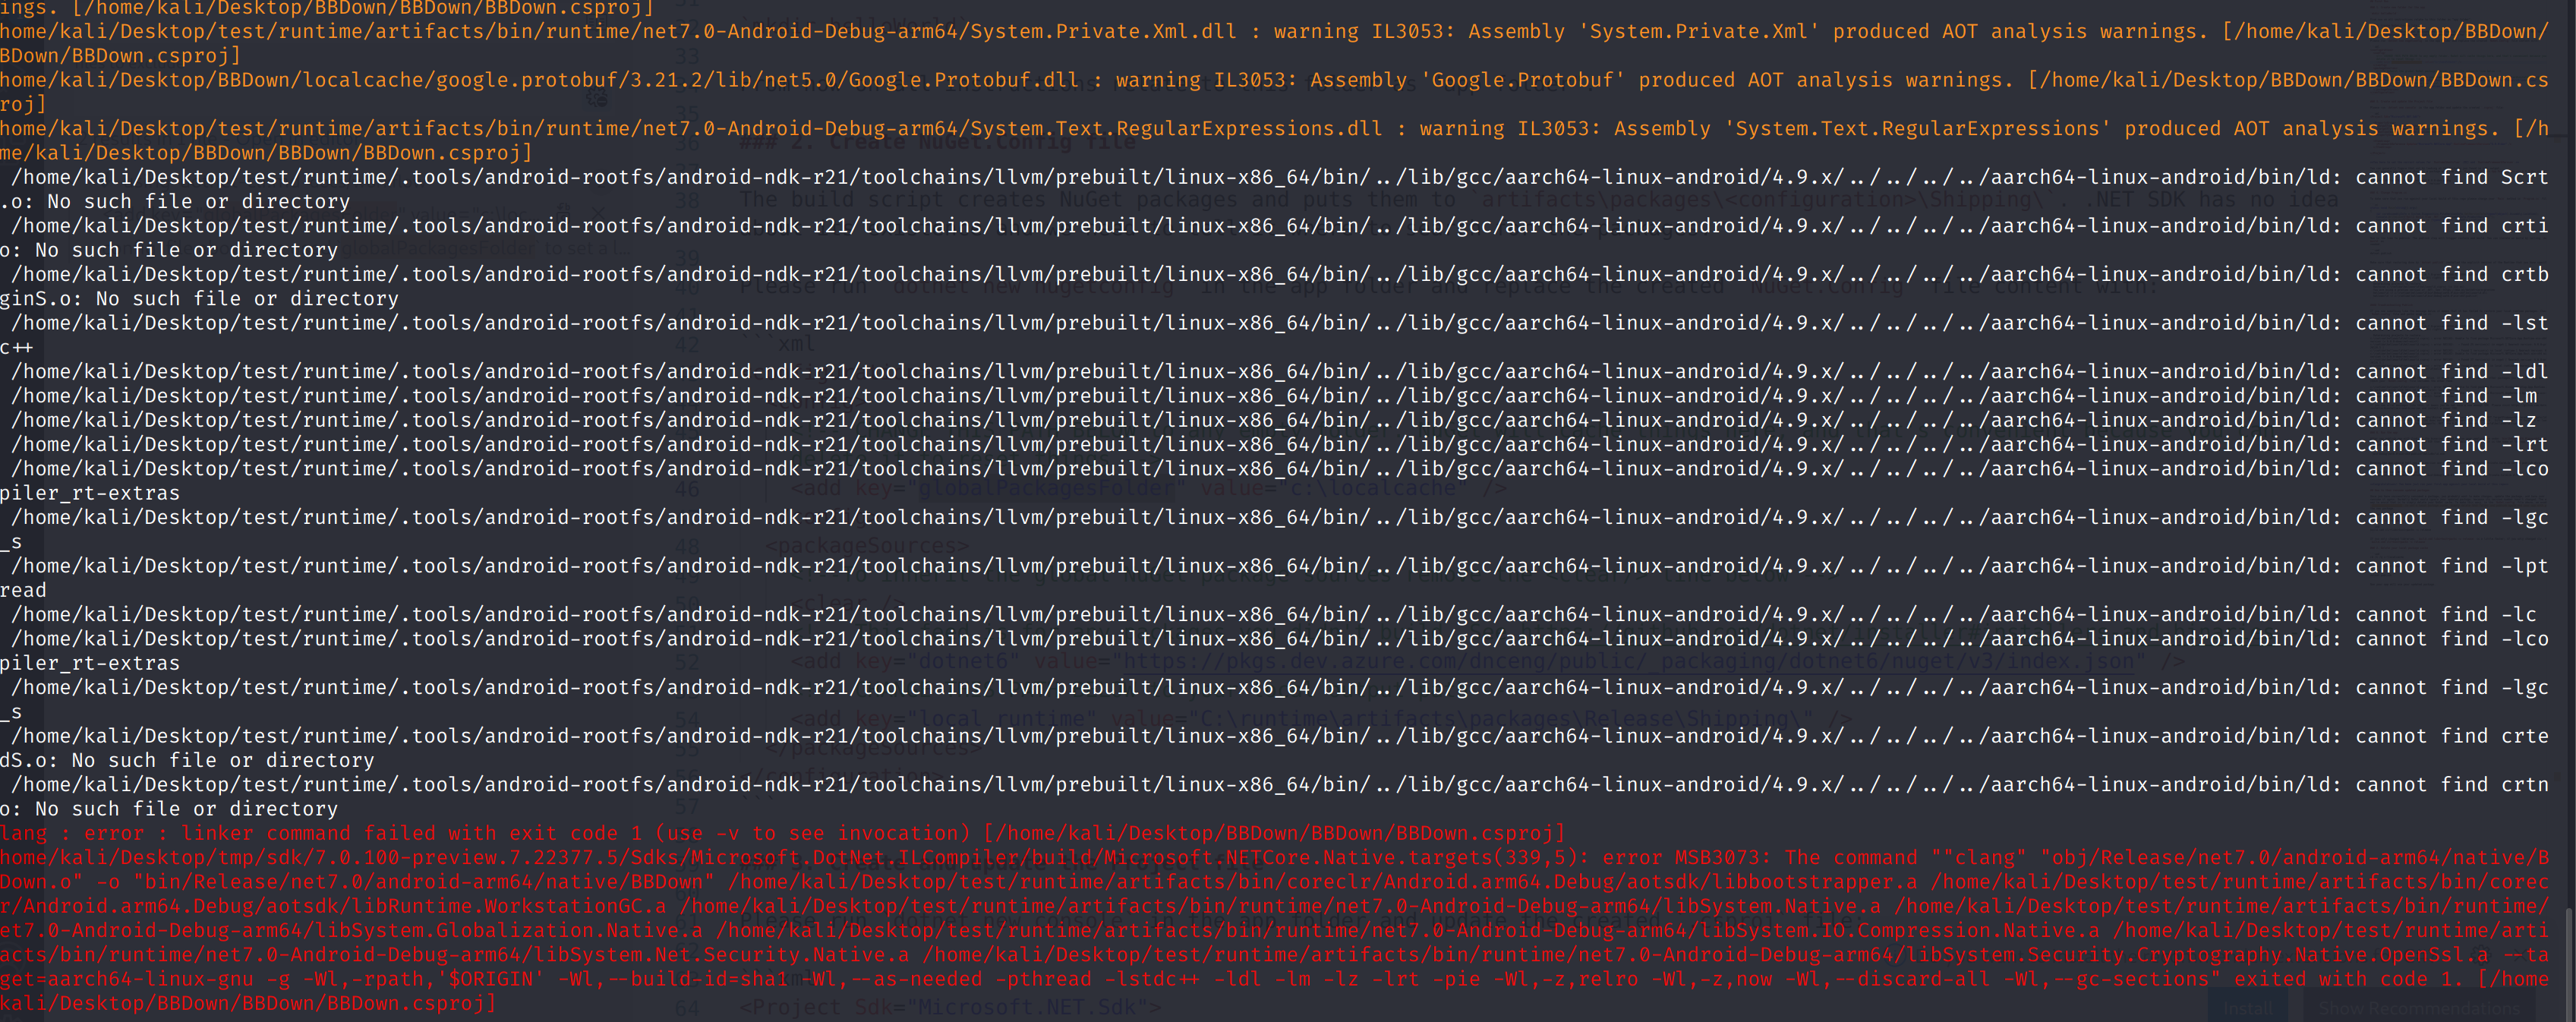 ings. [/home/kali/Desktop/BBDown/BBDown/BBDown.csproj]
home/kali/Desktop/test/runtime/artifacts/bin/runtime/net7.0-Android-Debug-arm64/System.Private.Xml.dll : warning IL3053: Assembly 'System.Private.Xml' produced AOT analysis warnings. [/home/kali/Desktop/BBDown/
BDown/BBDown.csproj]
home/kali/Desktop/BBDown/localcache/google.protobuf/3.21.2/lib/net5.0/Google.Protobuf.dll : warning IL3053: Assembly 'Google.Protobuf' produced AOT analysis warnings. [/home/kali/Desktop/BBDown/BBDown/BBDown.cs
roj]
home/kali/Desktop/test/runtime/artifacts/bin/runtime/net7.0-Android-Debug-arm64/System.Text.RegularExpressions.dll : warning IL3053: Assembly 'System.Text.RegularExpressions' produced AOT analysis warnings. [/h
me/kali/Desktop/BBDown/BBDown/BBDown.csproj]
/home/kali/Desktop/test/runtime/.tools/android-rootfs/android-ndk-r21/toolchains/llvm/prebuilt/linux-x86_64/bin/../lib/gcc/aarch64-linux-android/4.9.x/../../../../aarch64-linux-android/bin/ld: cannot find Scrt
.o: No such file or directory
/home/kali/Desktop/test/runtime/.tools/android-rootfs/android-ndk-r21/toolchains/llvm/prebuilt/linux-x86_64/bin/../lib/gcc/aarch64-linux-android/4.9.x/../../../../aarch64-linux-android/bin/ld: cannot find crti
o: No such file or directory
/home/kali/Desktop/test/runtime/.tools/android-rootfs/android-ndk-r21/toolchains/llvm/prebuilt/linux-x86_64/bin/../lib/gcc/aarch64-linux-android/4.9.x/../../../../aarch64-linux-android/bin/ld: cannot find crtb
ginS.o: No such file or directory
/home/kali/Desktop/test/runtime/.tools/android-rootfs/android-ndk-r21/toolchains/llvm/prebuilt/linux-x86_64/bin/../lib/gcc/aarch64-linux-android/4.9.x/../../../../aarch64-linux-android/bin/ld: cannot find -lst
c++
/home/kali/Desktop/test/runtime/.tools/android-rootfs/android-ndk-r21/toolchains/llvm/prebuilt/linux-x86_64/bin/../lib/gcc/aarch64-linux-android/4.9.x/../../../../aarch64-linux-android/bin/ld: cannot find -ldl
/home/kali/Desktop/test/runtime/.tools/android-rootfs/android-ndk-r21/toolchains/llvm/prebuilt/linux-x86_64/bin/../lib/gcc/aarch64-linux-android/4.9.x/../../../../aarch64-linux-android/bin/ld: cannot find -lm
/home/kali/Desktop/test/runtime/.tools/android-rootfs/android-ndk-r21/toolchains/llvm/prebuilt/linux-x86_64/bin/../lib/gcc/aarch64-linux-android/4.9.x/../../../../aarch64-linux-android/bin/ld: cannot find -lz
/home/kali/Desktop/test/runtime/.tools/android-rootfs/android-ndk-r21/toolchains/llvm/prebuilt/linux-x86_64/bin/../lib/gcc/aarch64-linux-android/4.9.x/../../../../aarch64-linux-android/bin/ld: cannot find -lrt
/home/kali/Desktop/test/runtime/.tools/android-rootfs/android-ndk-r21/toolchains/llvm/prebuilt/linux-x86_64/bin/../lib/gcc/aarch64-linux-android/4.9.x/../../../../aarch64-linux-android/bin/ld: cannot find -lco
piler_rt-extras
/home/kali/Desktop/test/runtime/.tools/android-rootfs/android-ndk-r21/toolchains/llvm/prebuilt/linux-x86_64/bin/../lib/gcc/aarch64-linux-android/4.9.x/../../../../aarch64-linux-android/bin/ld: cannot find -lgc
_s
/home/kali/Desktop/test/runtime/.tools/android-rootfs/android-ndk-r21/toolchains/llvm/prebuilt/linux-x86_64/bin/../lib/gcc/aarch64-linux-android/4.9.x/../../../../aarch64-linux-android/bin/ld: cannot find -lpt
read
/home/kali/Desktop/test/runtime/.tools/android-rootfs/android-ndk-r21/toolchains/llvm/prebuilt/linux-x86_64/bin/../lib/gcc/aarch64-linux-android/4.9.x/../../../../aarch64-linux-android/bin/ld: cannot find -lc
/home/kali/Desktop/test/runtime/.tools/android-rootfs/android-ndk-r21/toolchains/llvm/prebuilt/linux-x86_64/bin/../lib/gcc/aarch64-linux-android/4.9.x/../../../../aarch64-linux-android/bin/ld: cannot find -lco
piler_rt-extras
/home/kali/Desktop/test/runtime/.tools/android-rootfs/android-ndk-r21/toolchains/llvm/prebuilt/linux-x86_64/bin/../lib/gcc/aarch64-linux-android/4.9.x/../../../../aarch64-linux-android/bin/ld: cannot find -lgc
_s
/home/kali/Desktop/test/runtime/.tools/android-rootfs/android-ndk-r21/toolchains/llvm/prebuilt/linux-x86_64/bin/../lib/gcc/aarch64-linux-android/4.9.x/../../../../aarch64-linux-android/bin/ld: cannot find crte
dS.o: No such file or directory
/home/kali/Desktop/test/runtime/.tools/android-rootfs/android-ndk-r21/toolchains/llvm/prebuilt/linux-x86_64/bin/../lib/gcc/aarch64-linux-android/4.9.x/../../../../aarch64-linux-android/bin/ld: cannot find crtn
o: No such file or directory
lang : error : linker command failed with exit code 1 (use -v to see invocation) [/home/kali/Desktop/BBDown/BBDown/BBDown.csproj]
home/kali/Desktop/tmp/sdk/7.0.100-preview.7.22377.5/Sdks/Microsoft.DotNet.ILCompiler/build/Microsoft.NETCore.Native.targets(339,5): error MSB3073: The command ""clang" "obj/Release/net7.0/android-arm64/native/B
Down.o" -o "bin/Release/net7.0/android-arm64/native/BBDown" /home/kali/Desktop/test/runtime/artifacts/bin/coreclr/Android.arm64.Debug/aotsdk/libbootstrapper.a /home/kali/Desktop/test/runtime/artifacts/bin/corec
r/Android.arm64.Debug/aotsdk/libRuntime.WorkstationGC.a /home/kali/Desktop/test/runtime/artifacts/bin/runtime/net7.0-Android-Debug-arm64/libSystem.Native.a /home/kali/Desktop/test/runtime/artifacts/bin/runtime/
et7.0-Android-Debug-arm64/libSystem.Globalization.Native.a /home/kali/Desktop/test/runtime/artifacts/bin/runtime/net7.0-Android-Debug-arm64/libSystem.IO.Compression.Native.a /home/kali/Desktop/test/runtime/arti
acts/bin/runtime/net7.0-Android-Debug-arm64/libSystem.Net.Security.Native.a /home/kali/Desktop/test/runtime/artifacts/bin/runtime/net7.0-Android-Debug-arm64/libSystem.Security.Cryptography.Native.OpenSsl.a --ta
get=aarch64-linux-gnu -g -Wl,-rpath,'$ORIGIN' -Wl,--build-id=sha1 -Wl,--as-needed -pthread -lstdc++ -ldl -lm -lz -lrt -pie -Wl,-z,relro -Wl,-z,now -Wl,--discard-all -Wl,--gc-sections" exited with code 1. [/home
kali/Desktop/BBDown/BBDown/BBDown.csproj]